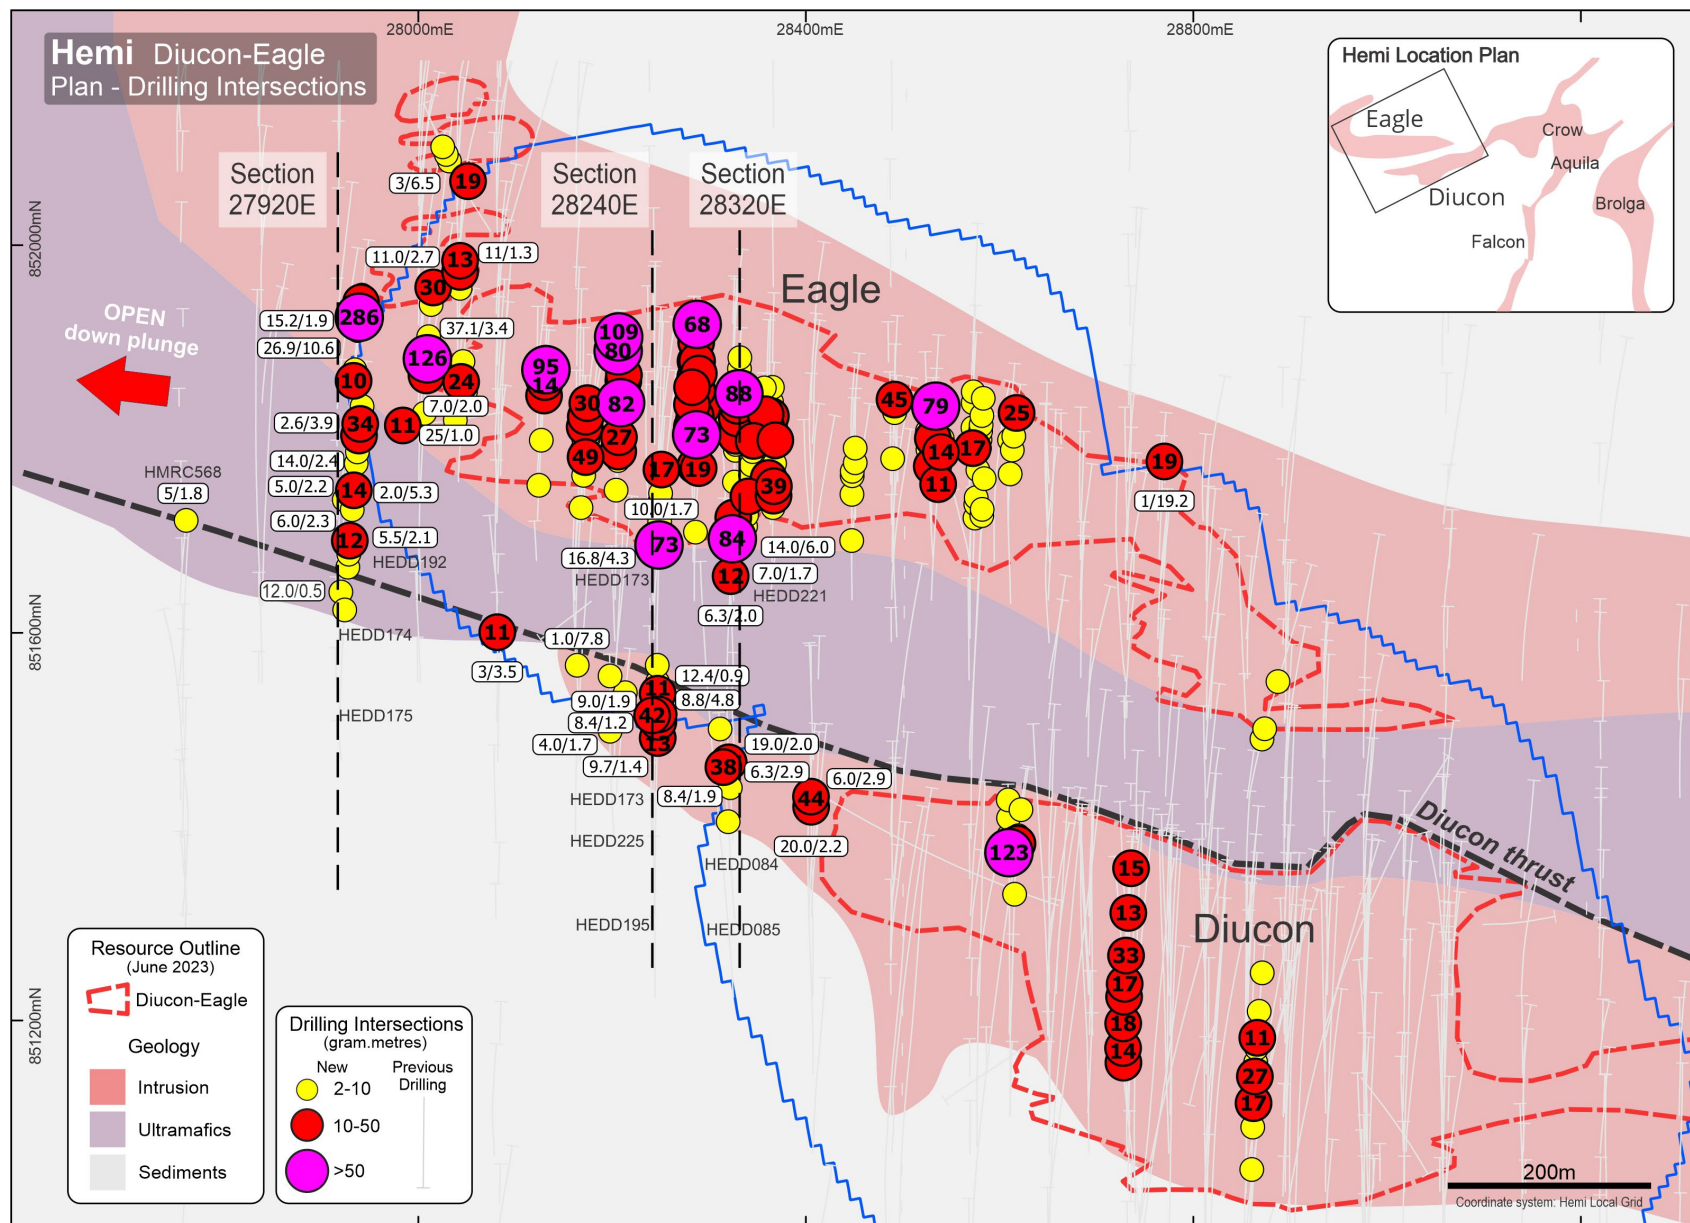 28000mE
28400mE
28800mE
Hemi Diucon-Eagle
Plan - Drilling Intersections
Hemi Location Plan
Eagle
Crow
Aquila
Diucon
Brolga
Falcon
Section
27920E
Section
28240E
Section
28320E
852000mN
851600mN
851200mN
3/6.5
19
11.0/2.7
13
11/1.3
30
Eagle
OPEN
down plunge
15.2/1.9
286
26.9/10.6
37.1/3.4
126
109
80
68
95
14
10
24
7.0/2.0
30
82
88
45
79
25
2.6/3.9
34
11
25/1.0
27
73
14
17
14.0/2.4
49
17
19
19
HMRC568
5/1.8
5.0/2.2
14
2.0/5.3
39
11
1/19.2
10.0/1.7
6.0/2.3
12
5.5/2.1
HEDD192
16.8/4.3
73
84
14.0/6.0
HEDD173
12
7.0/1.7
HEDD221
12.0/0.5
6.3/2.0
HEDD174
11
1.0/7.8
3/3.5
12.4/0.9
11
9.0/1.9
8.8/4.8
HEDD175
42
8.4/1.2
4.0/1.7
13
19.0/2.0
9.7/1.4
38
6.3/2.9
6.0/2.9
HEDD173
8.4/1.9
44
HEDD225
20.0/2.2
HEDD084
123
15
Diucon thrust
13
HEDD195
HEDD085
Diucon
33
17
18
11
14
27
17
Resource Outline
(June 2023)
Diucon-Eagle
Geology
Intrusion
Ultramafics
Sediments
Drilling Intersections
(gram.metres)
New
Previous
Drilling
2-10
10-50
>50
200m
Coordinate system: Hemi Local Grid